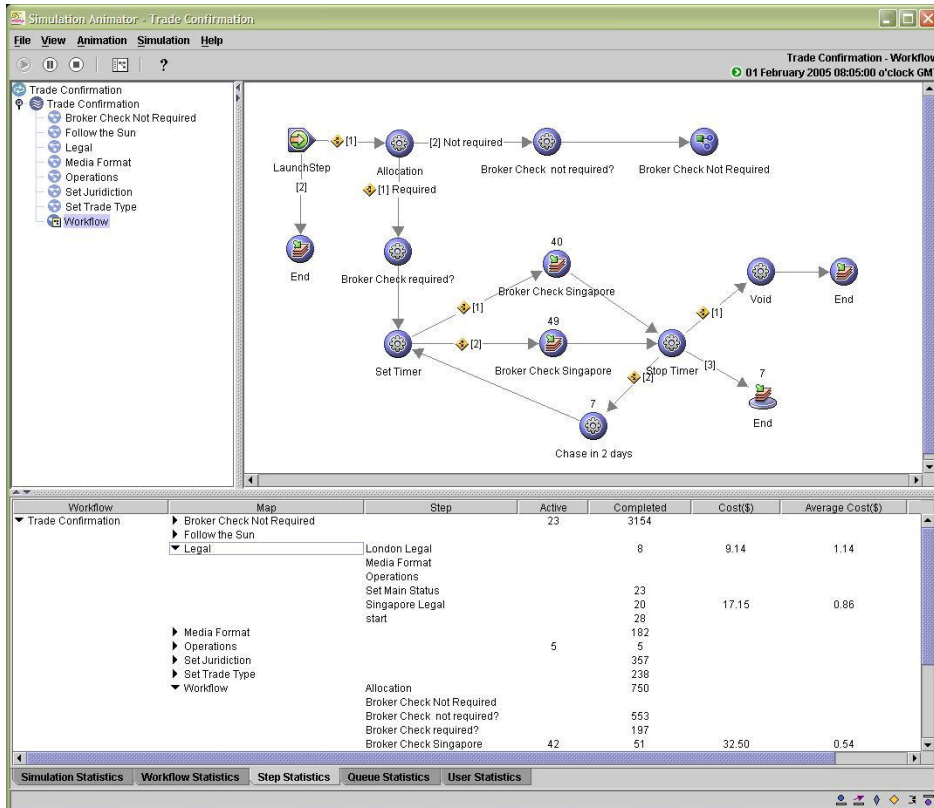 Simulation Animator - Trade Confirmation
File View Animation Simulation Help
?
Trade Confirmation - Workflow
01 February 2005 08:05:00 o'clock GMT
Trade Confirmation
Trade Confirmation
Broker Check Not Required
Follow the Sun
Legal
Media Format
Operations
Set Juridiction
Set Trade Type
Workflow
LaunchStep
[1]
Allocation
[2] Not required
Broker Check not required?
Broker Check Not Required
[2]
[1] Required
End
Broker Check required?
40
Broker Check Singapore
Void
End
[1]
[1]
49
Set Timer
[2]
Broker Check Singapore
Stop Timer
[3]
[2]
7
End
7
Chase in 2 days
Workflow Map Step Active Completed Cost($) Average Cost($)
Trade Confirmation Broker Check Not Required 23 3154
Follow the Sun
Legal London Legal 8 9.14 1.14
Media Format
Operations
Set Main Status 23
Singapore Legal 20 17.15 0.86
start 28
Media Format 182
Operations 5 5
Set Juridiction 357
Set Trade Type 238
Workflow Allocation 750
Broker Check Not Required
Broker Check not required? 553
Broker Check required? 197
Broker Check Singapore 42 51 32.50 0.54
Simulation Statistics Workflow Statistics Step Statistics Queue Statistics User Statistics